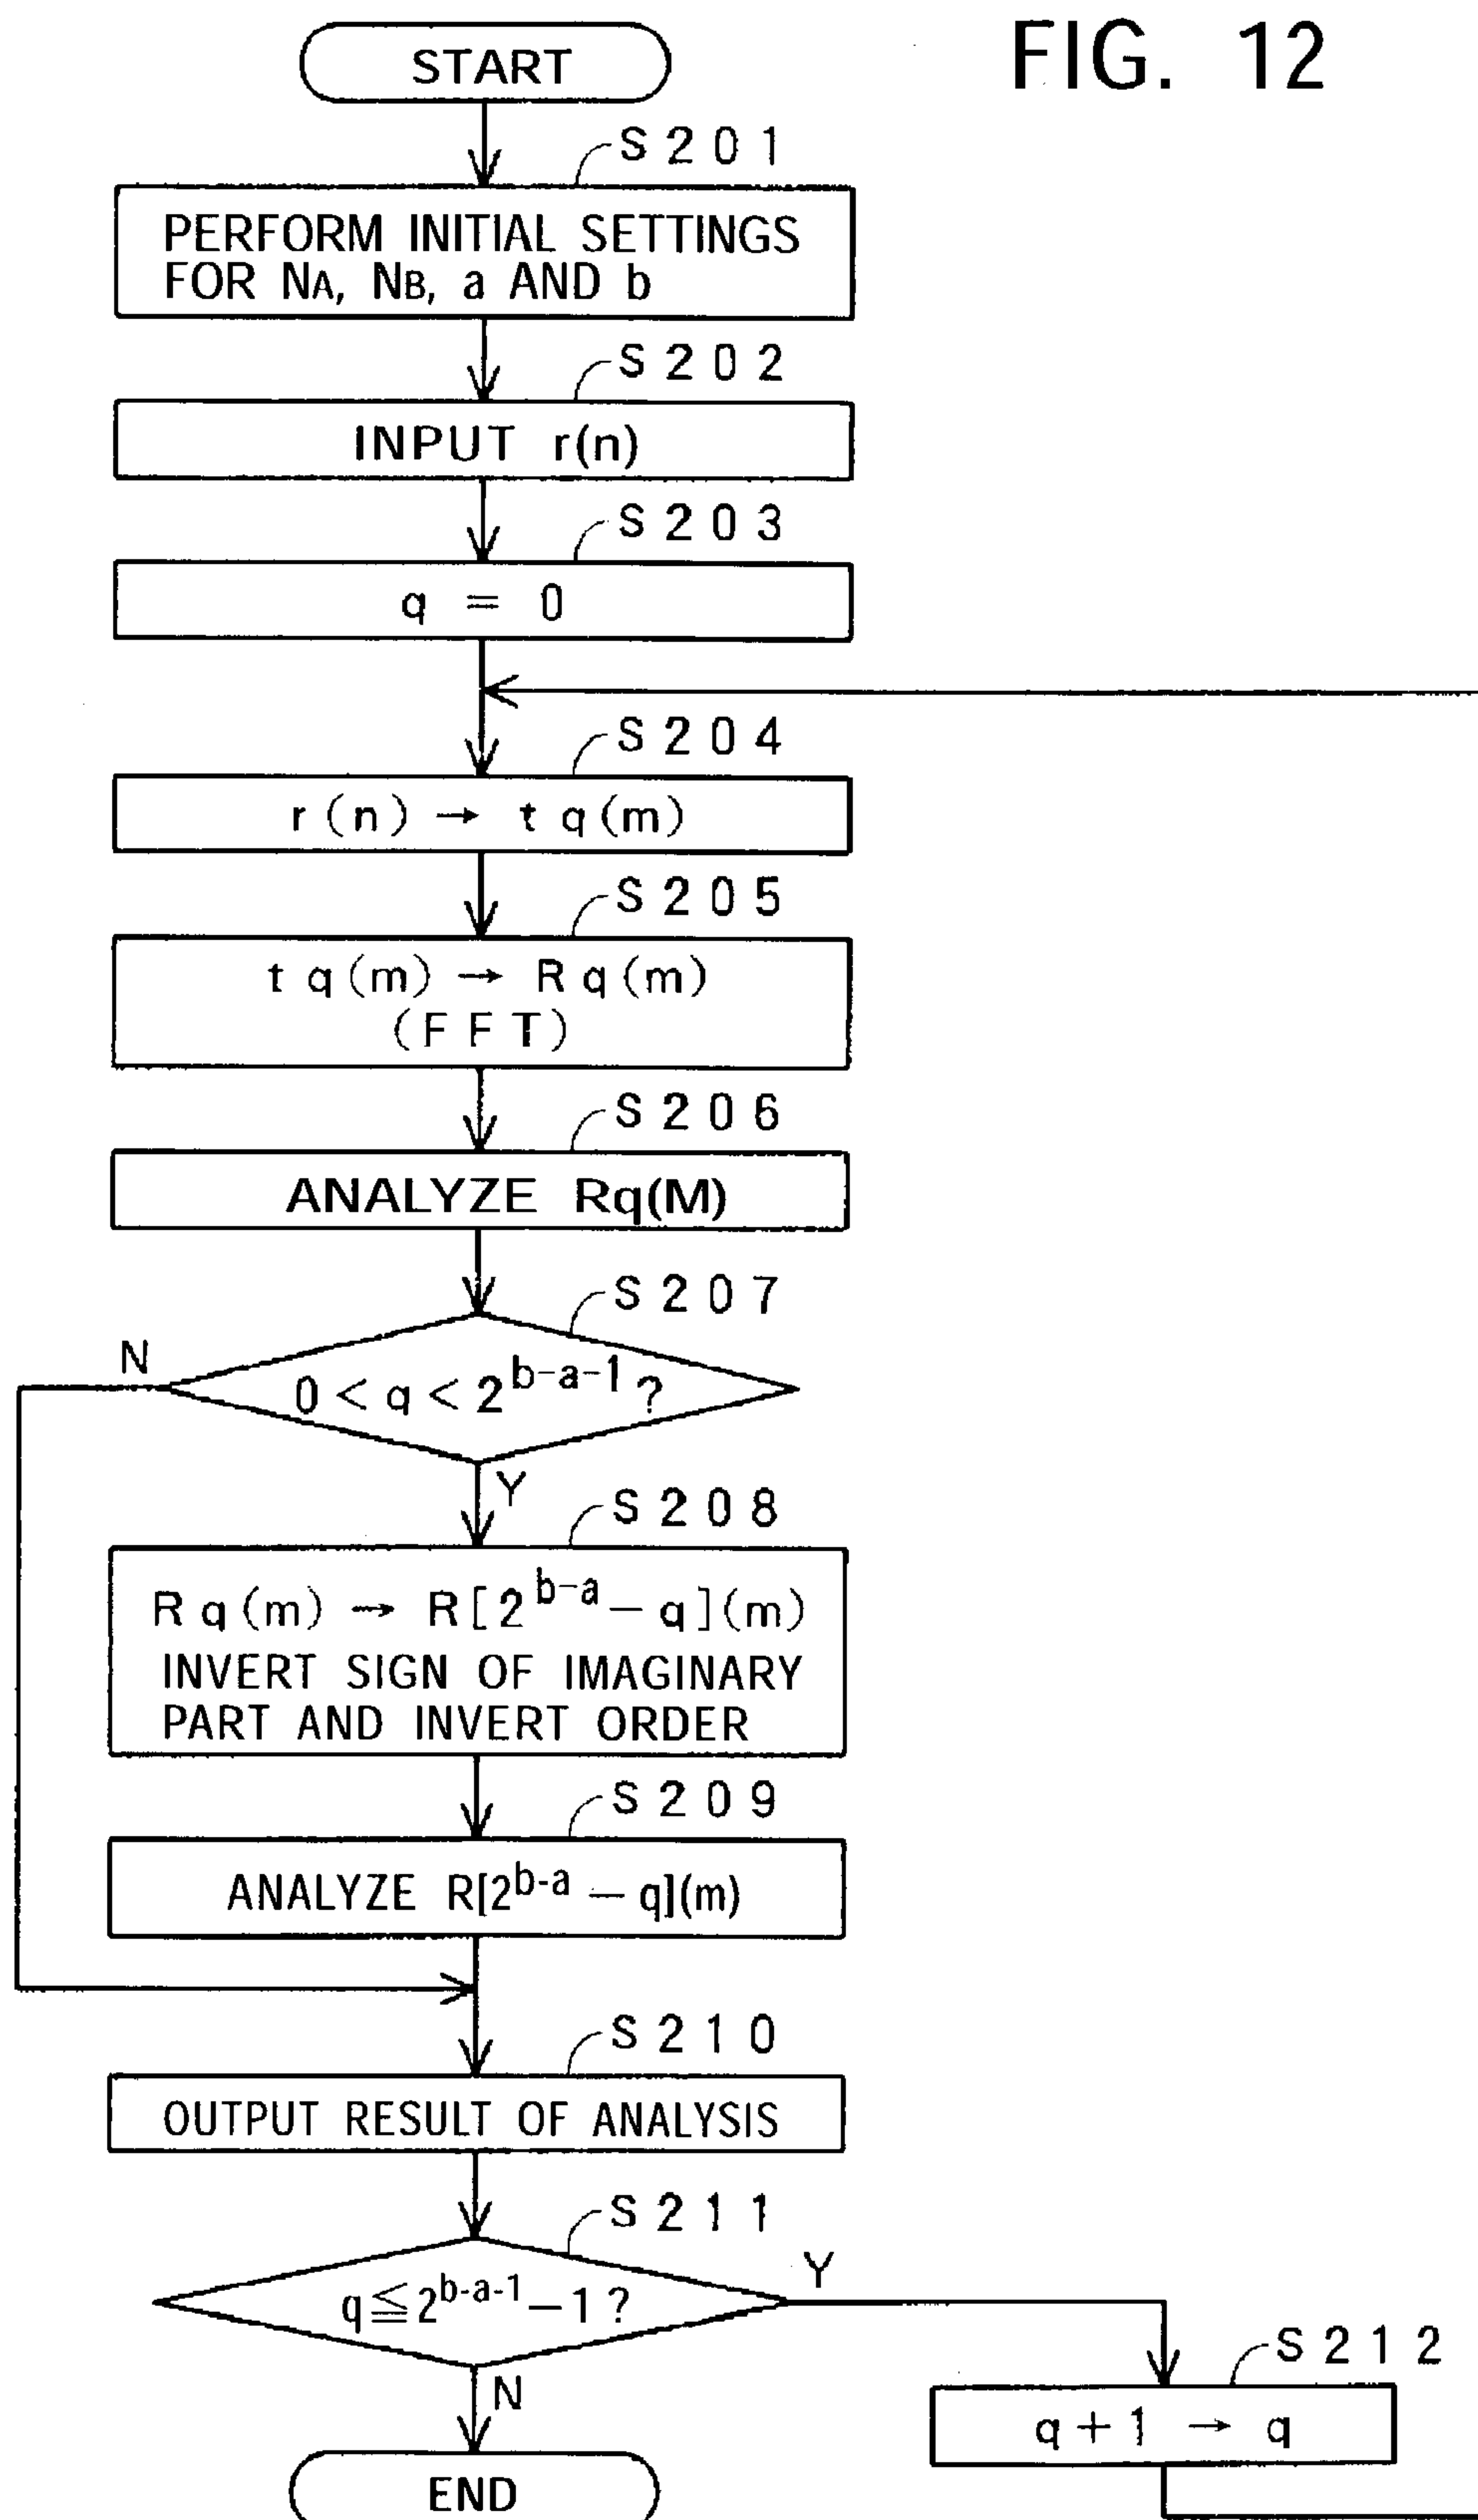 FIG. 12
START
S201
PERFORM INITIAL SETTINGS
FOR NA, NB, a AND b
S202
INPUT r(n)
S203
q = 0
S204
r(n) → tq(m)
S205
tq(m) → Rq(m)
(FFT)
S206
ANALYZE Rq(M)
S207
N
0 < q < 2^{b-a-1} ?
Y
S208
Rq(m) → R[2^{b-a} − q](m)
INVERT SIGN OF IMAGINARY
PART AND INVERT ORDER
S209
ANALYZE R[2^{b-a} − q](m)
S210
OUTPUT RESULT OF ANALYSIS
S211
q ≦ 2^{b-a-1} − 1 ?
Y
S212
N
q + 1 → q
END